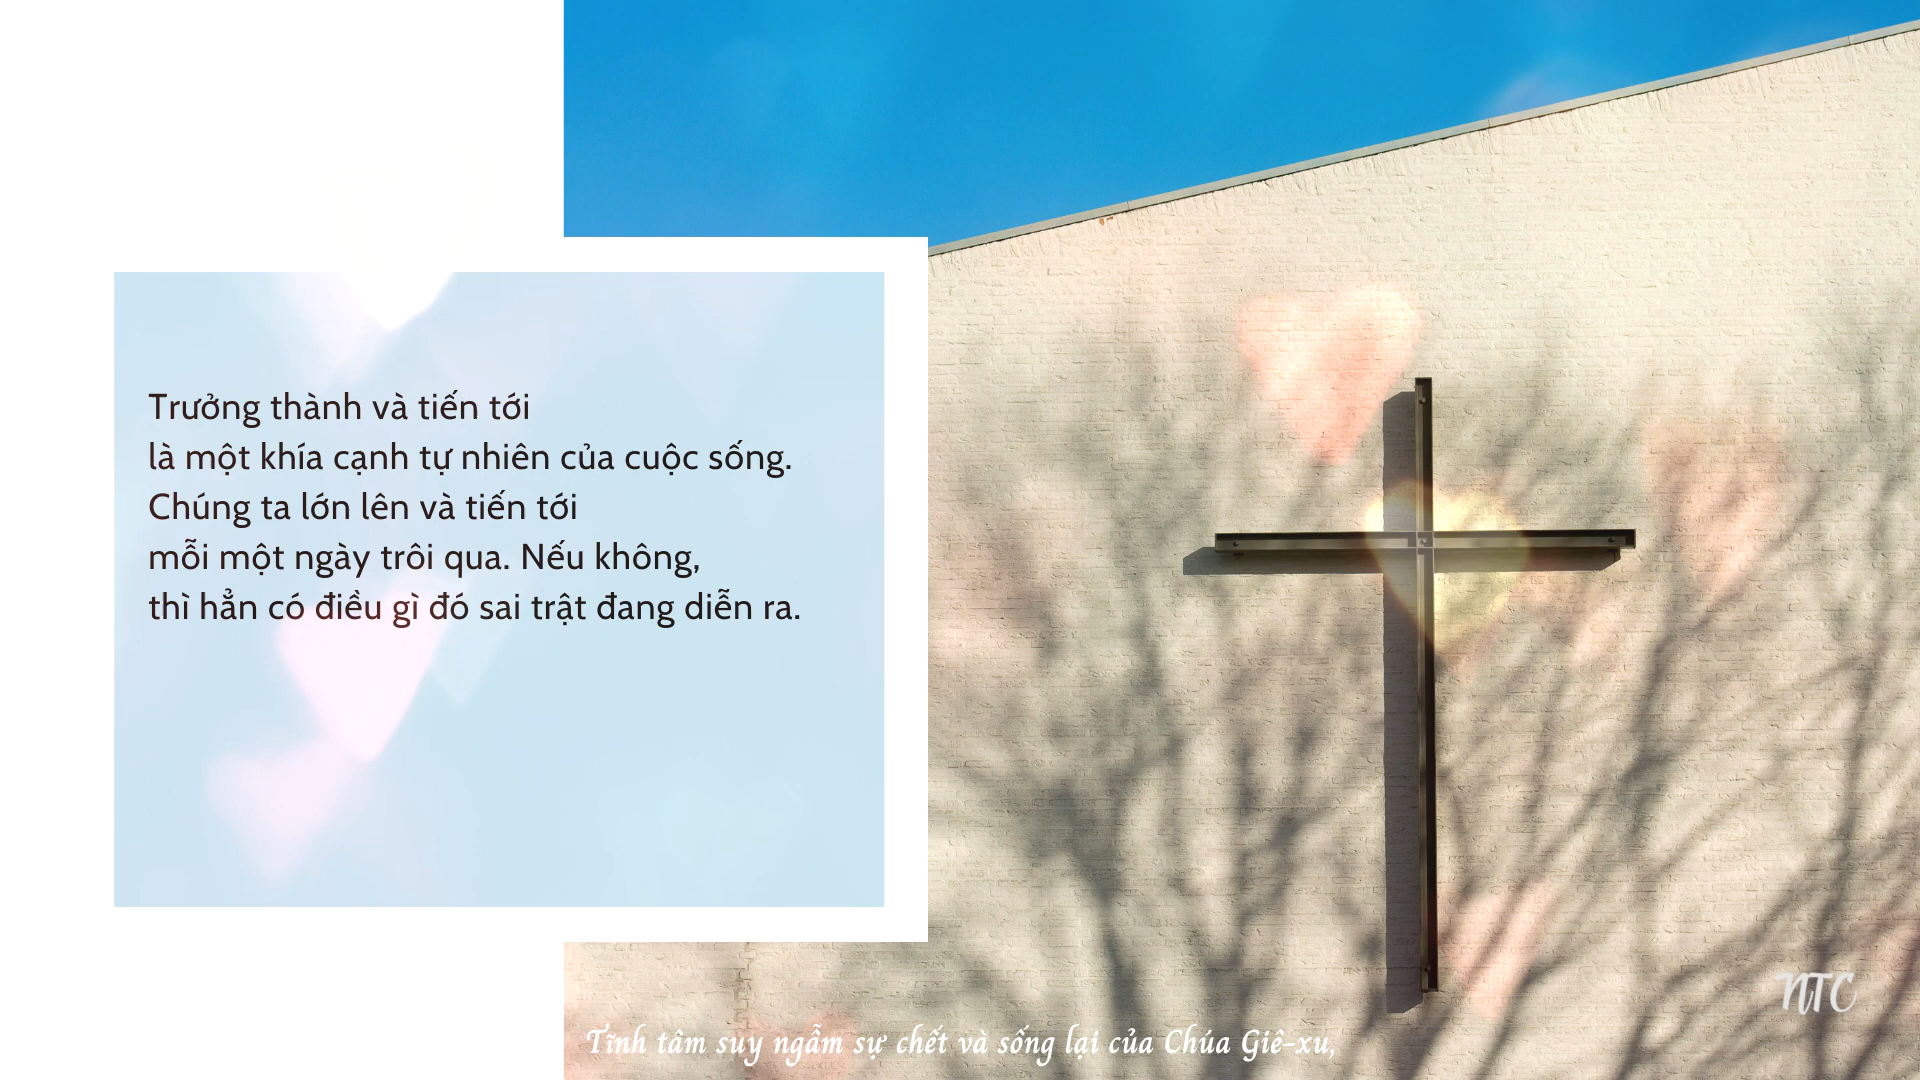 Trưởng thành và tiến tới
là một khía cạnh tự nhiên của cuộc sống.
Chúng ta lớn lên và tiến tới
mỗi một ngày trôi qua. Nếu không,
thì hẳn có điều gì đó sai trật đang diễn ra.
NTC
Tĩnh tâm suy ngẫm sự chết và sống lại của Chúa Giê-xu,